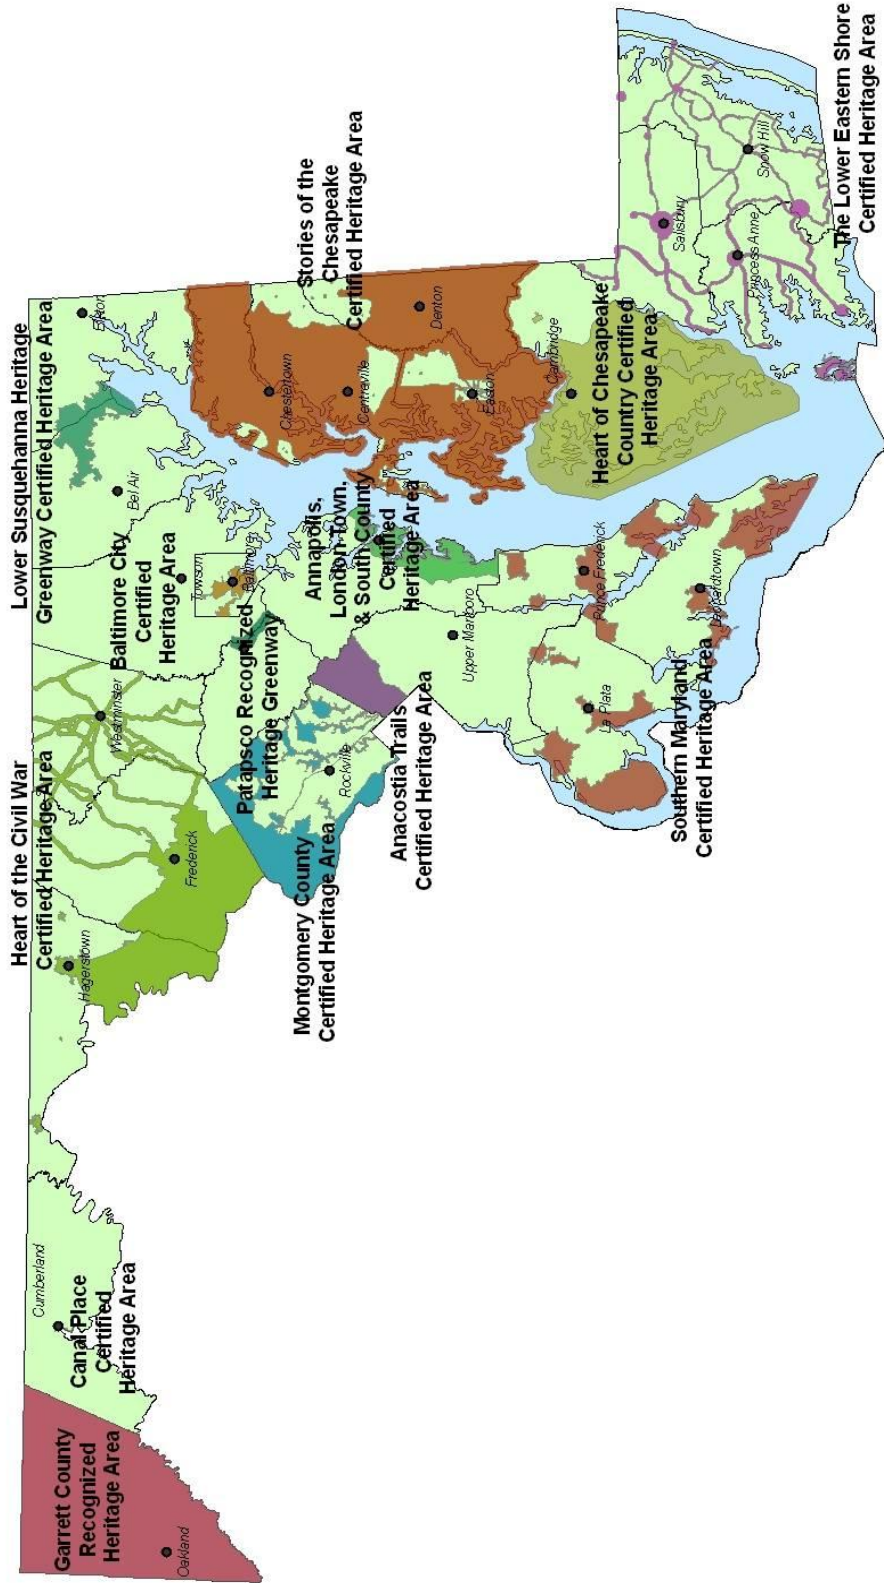 Lower Susquehanna Heritage
Greenway Certified Heritage Area
Heart of the Civil War
Certified Heritage Area
Baltimore City
Certified
Heritage Area
Stories of the
Chesapeake
Certified Heritage Area
Annapolis,
London Town,
& South County
Certified
Heritage Area
Patapsco Recognized
Heritage Greenway
Montgomery County
Certified Heritage Area
Anacostia Trails
Certified Heritage Area
Canal Place
Certified
Heritage Area
Garrett County
Recognized
Heritage Area
Heart of Chesapeake
Country Certified
Heritage Area
Southern Maryland
Certified Heritage Area
The Lower Eastern Shore
Certified Heritage Area
Oakland
Cumberland
Hagerstown
Frederick
Westminster
Rockville
Towson
Baltimore
Bel Air
Elkton
Chestertown
Centreville
Denton
Easton
Cambridge
Upper Marlboro
Prince Frederick
La Plata
Leonardtown
Salisbury
Princess Anne
Snow Hill